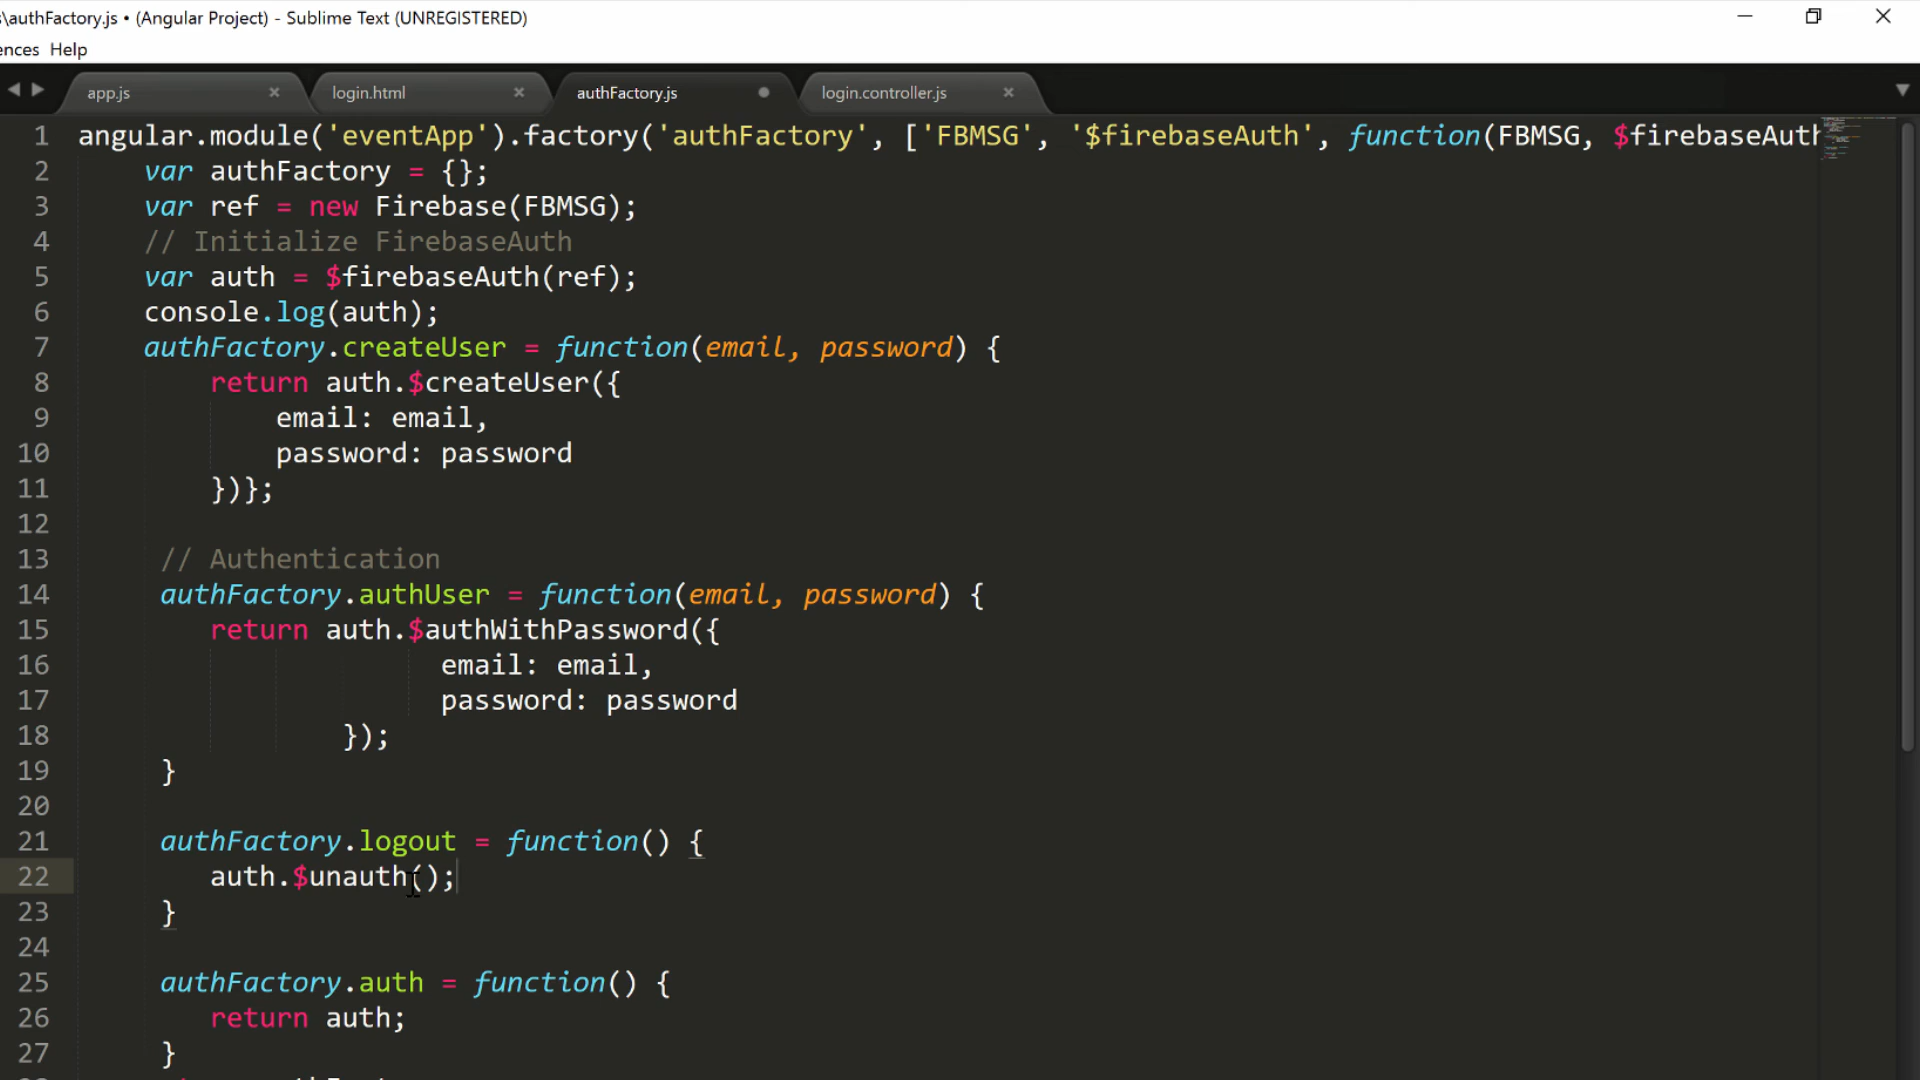 s\authFactory.js • (Angular Project) - Sublime Text (UNREGISTERED)
ences Help
app.js login.html authFactory.js login.controller.js
1 angular.module('eventApp').factory('authFactory', ['FBMSG', '$firebaseAuth', function(FBMSG, $firebaseAuth
2 var authFactory = {};
3 var ref = new Firebase(FBMSG);
4 // Initialize FirebaseAuth
5 var auth = $firebaseAuth(ref);
6 console.log(auth);
7 authFactory.createUser = function(email, password) {
8 return auth.$createUser({
9 email: email,
10 password: password
11 })};
12
13 // Authentication
14 authFactory.authUser = function(email, password) {
15 return auth.$authWithPassword({
16 email: email,
17 password: password
18 });
19 }
20
21 authFactory.logout = function() {
22 auth.$unauth();
23 }
24
25 authFactory.auth = function() {
26 return auth;
27 }